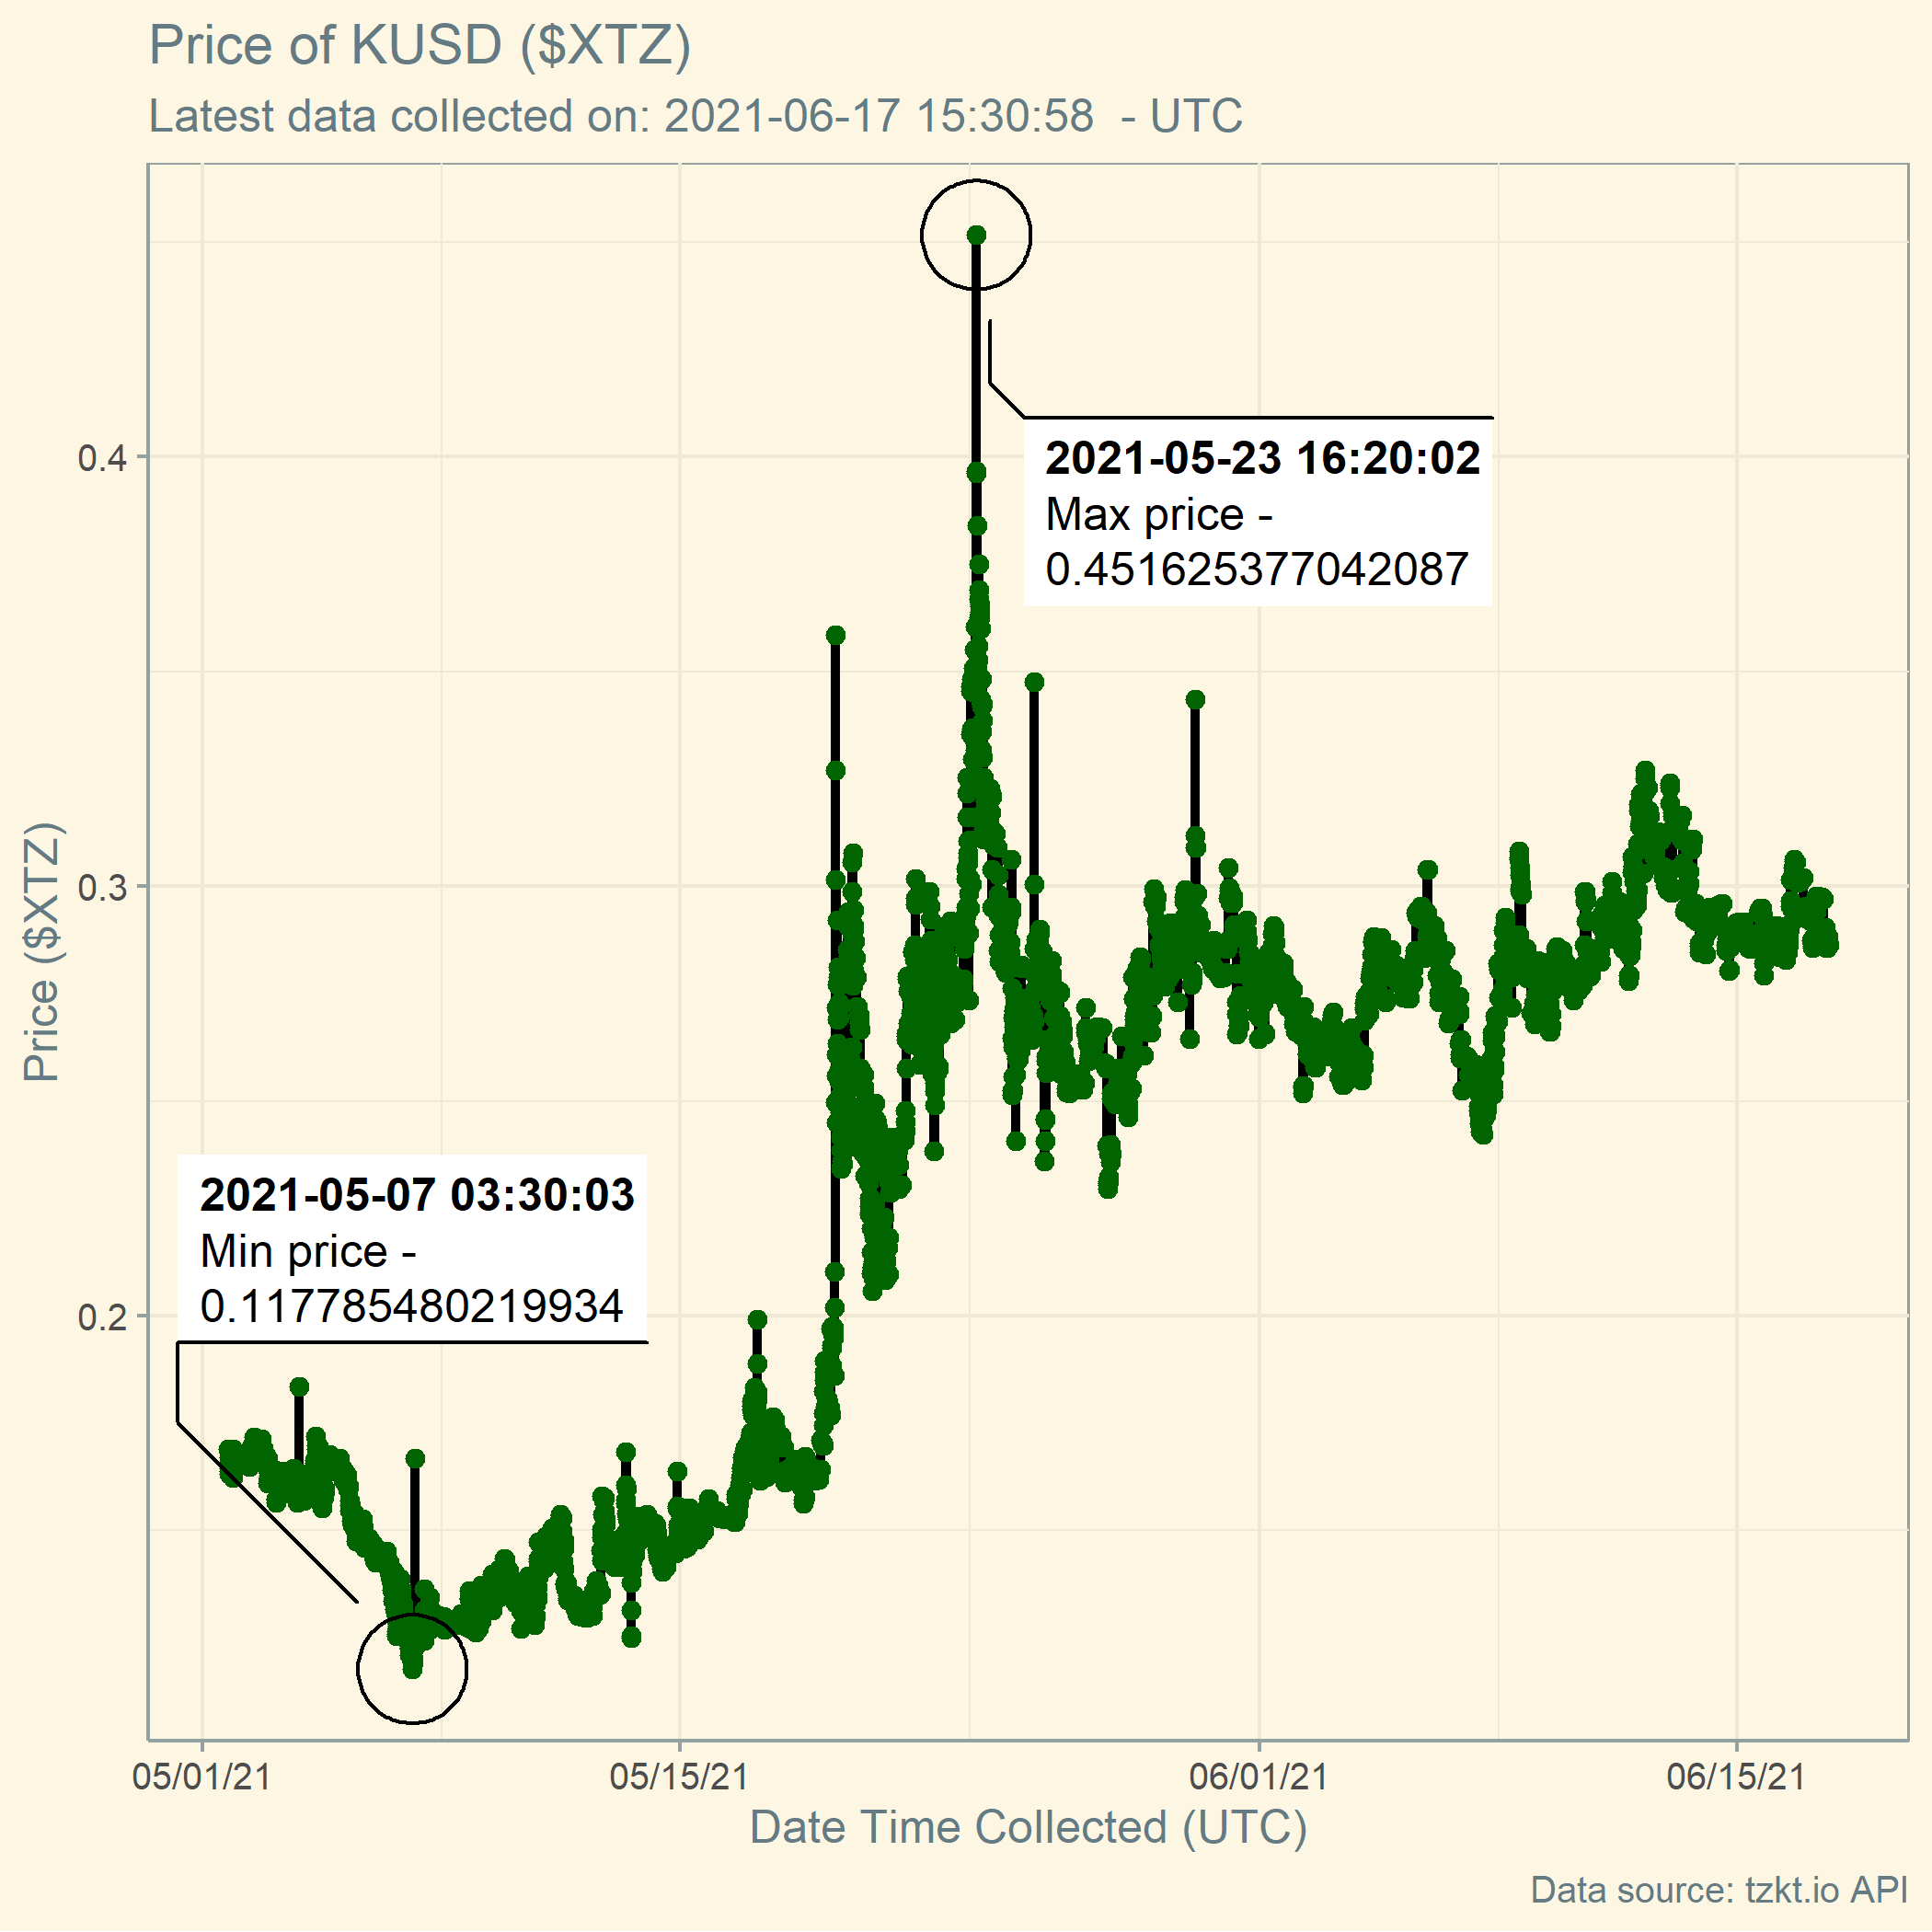 Price of KUSD ($XTZ)
Latest data collected on: 2021-06-17 15:30:58  - UTC
Price ($XTZ)
0.4
0.3
0.2
2021-05-23 16:20:02
Max price -
0.451625377042087
2021-05-07 03:30:03
Min price -
0.117785480219934
05/01/21
05/15/21
06/01/21
06/15/21
Date Time Collected (UTC)
Data source: tzkt.io API